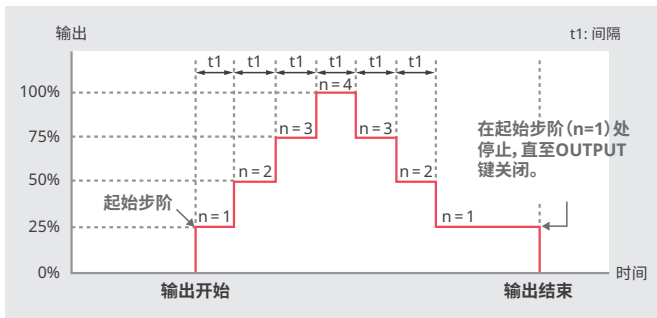 输出
t1: 间隔
t1 t1 t1 t1 t1 t1
100%
n=4
75%
n=3
n=3
在起始步阶(n=1)处
停止,直至OUTPUT
键关闭。
50%
n=2
n=2
起始步阶
25%
n=1
n=1
0%
时间
输出开始
输出结束